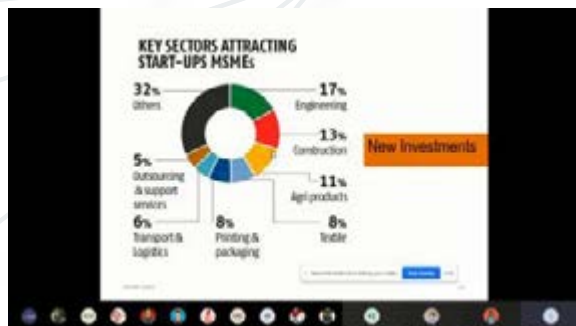 KEY SECTORS ATTRACTING
START-UPS MSMEs
32%
Others
17%
Engineering
13%
Construction
New Investments
11%
Agri products
5%
Outsourcing
& support
services
6%
Transport &
Logistics
8%
Printing &
packaging
8%
Textile